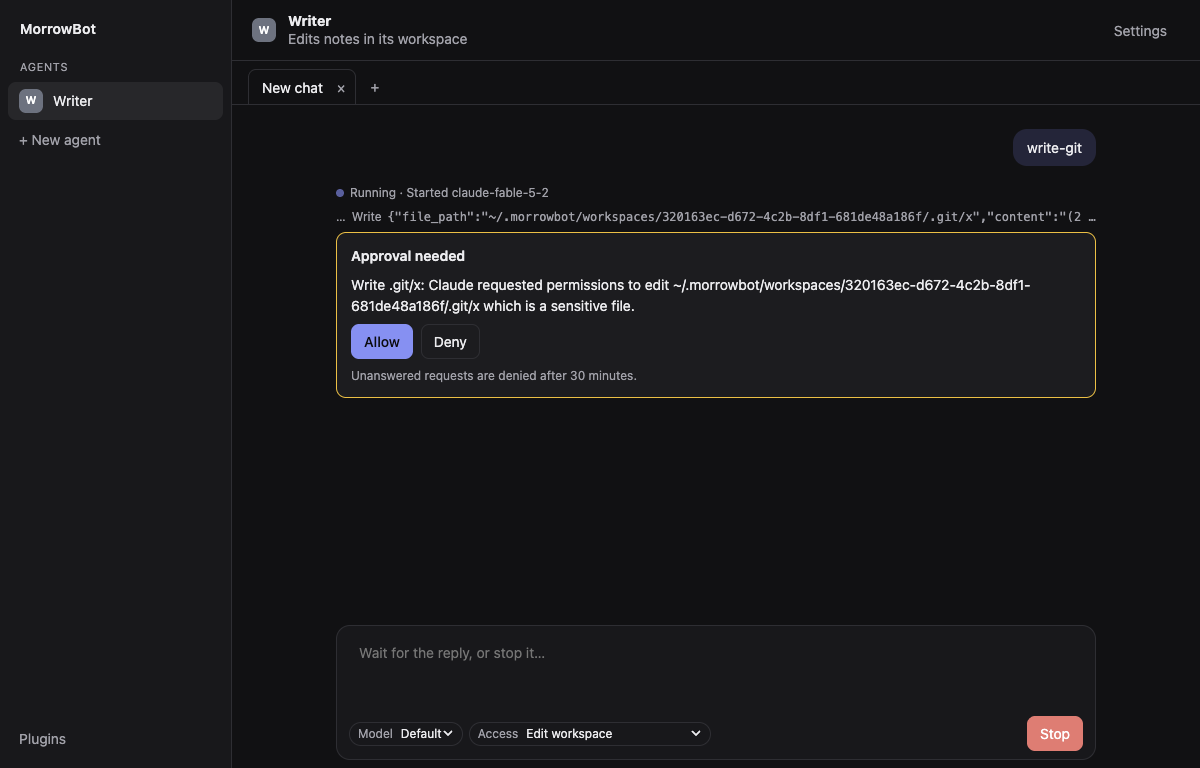 MorrowBot
AGENTS
W Writer
+ New agent
Plugins
W
Writer
Edits notes in its workspace
Settings
New chat × +
write-git
Running · Started claude-fable-5-2
... Write {"file_path":"~/.morrowbot/workspaces/320163ec-d672-4c2b-8df1-681de48a186f/.git/x","content":"(2 …
Approval needed
Write .git/x: Claude requested permissions to edit ~/.morrowbot/workspaces/320163ec-d672-4c2b-8df1-
681de48a186f/.git/x which is a sensitive file.
Allow Deny
Unanswered requests are denied after 30 minutes.
Wait for the reply, or stop it...
Model Default Access Edit workspace Stop